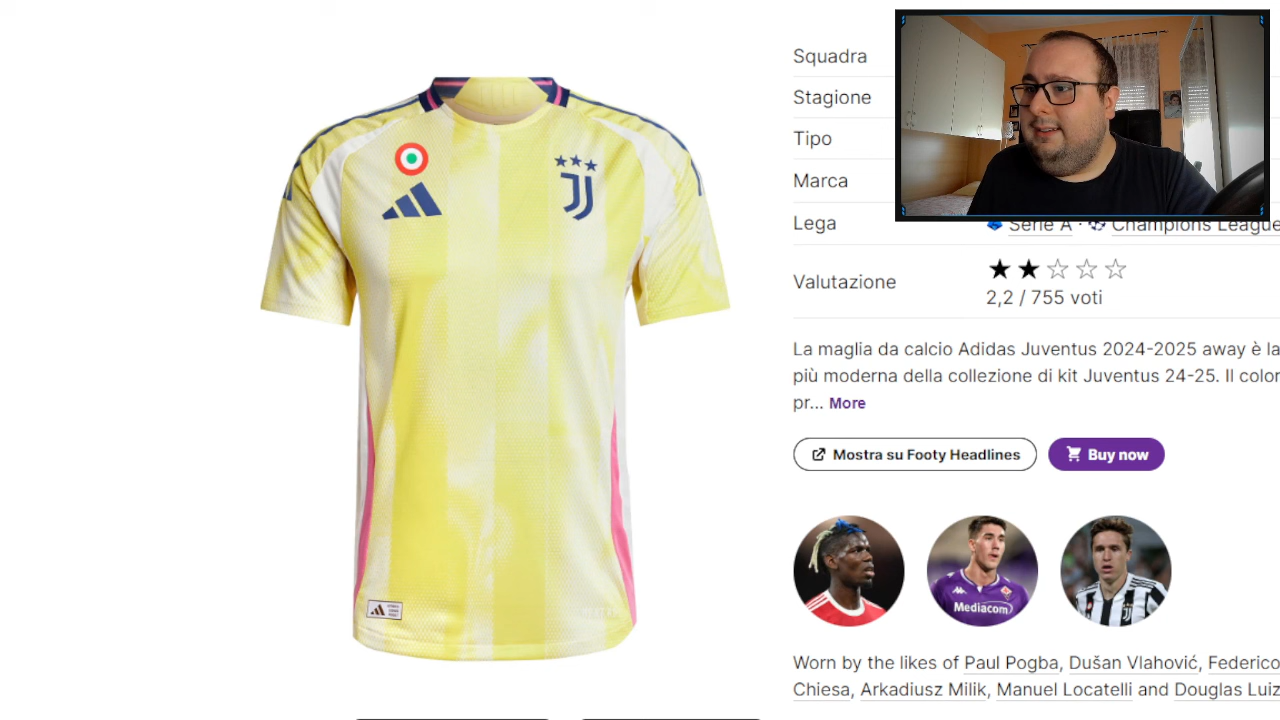 Squadra
Stagione
Tipo
Marca
Lega
Serie A · Champions League
Valutazione
2,2 / 755 voti
La maglia da calcio Adidas Juventus 2024-2025 away è la
più moderna della collezione di kit Juventus 24-25. Il color
pr... More
Mostra su Footy Headlines
Buy now
Mediacom
Worn by the likes of Paul Pogba, Dušan Vlahović, Federico
Chiesa, Arkadiusz Milik, Manuel Locatelli and Douglas Luiz